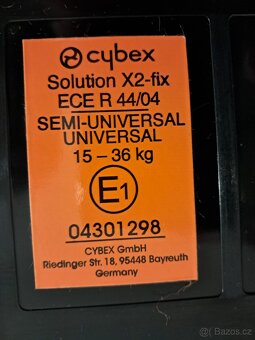 cybex
Solution X2-fix
ECE R 44/04
SEMI-UNIVERSAL
UNIVERSAL
15 – 36 kg
E1
04301298
CYBEX GmbH
Riedinger Str. 18, 95448 Bayreuth
Germany
Bazoš.cz